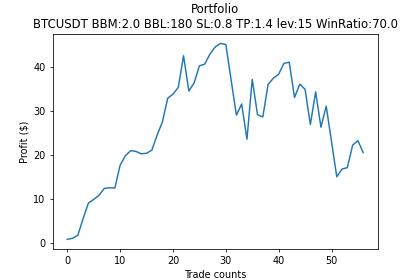 Portfolio
BTCUSDT BBM:2.0 BBL:180 SL:0.8 TP:1.4 lev:15 WinRatio:70.0
Profit ($)
40
30
20
10
0
0
10
20
30
40
50
Trade counts